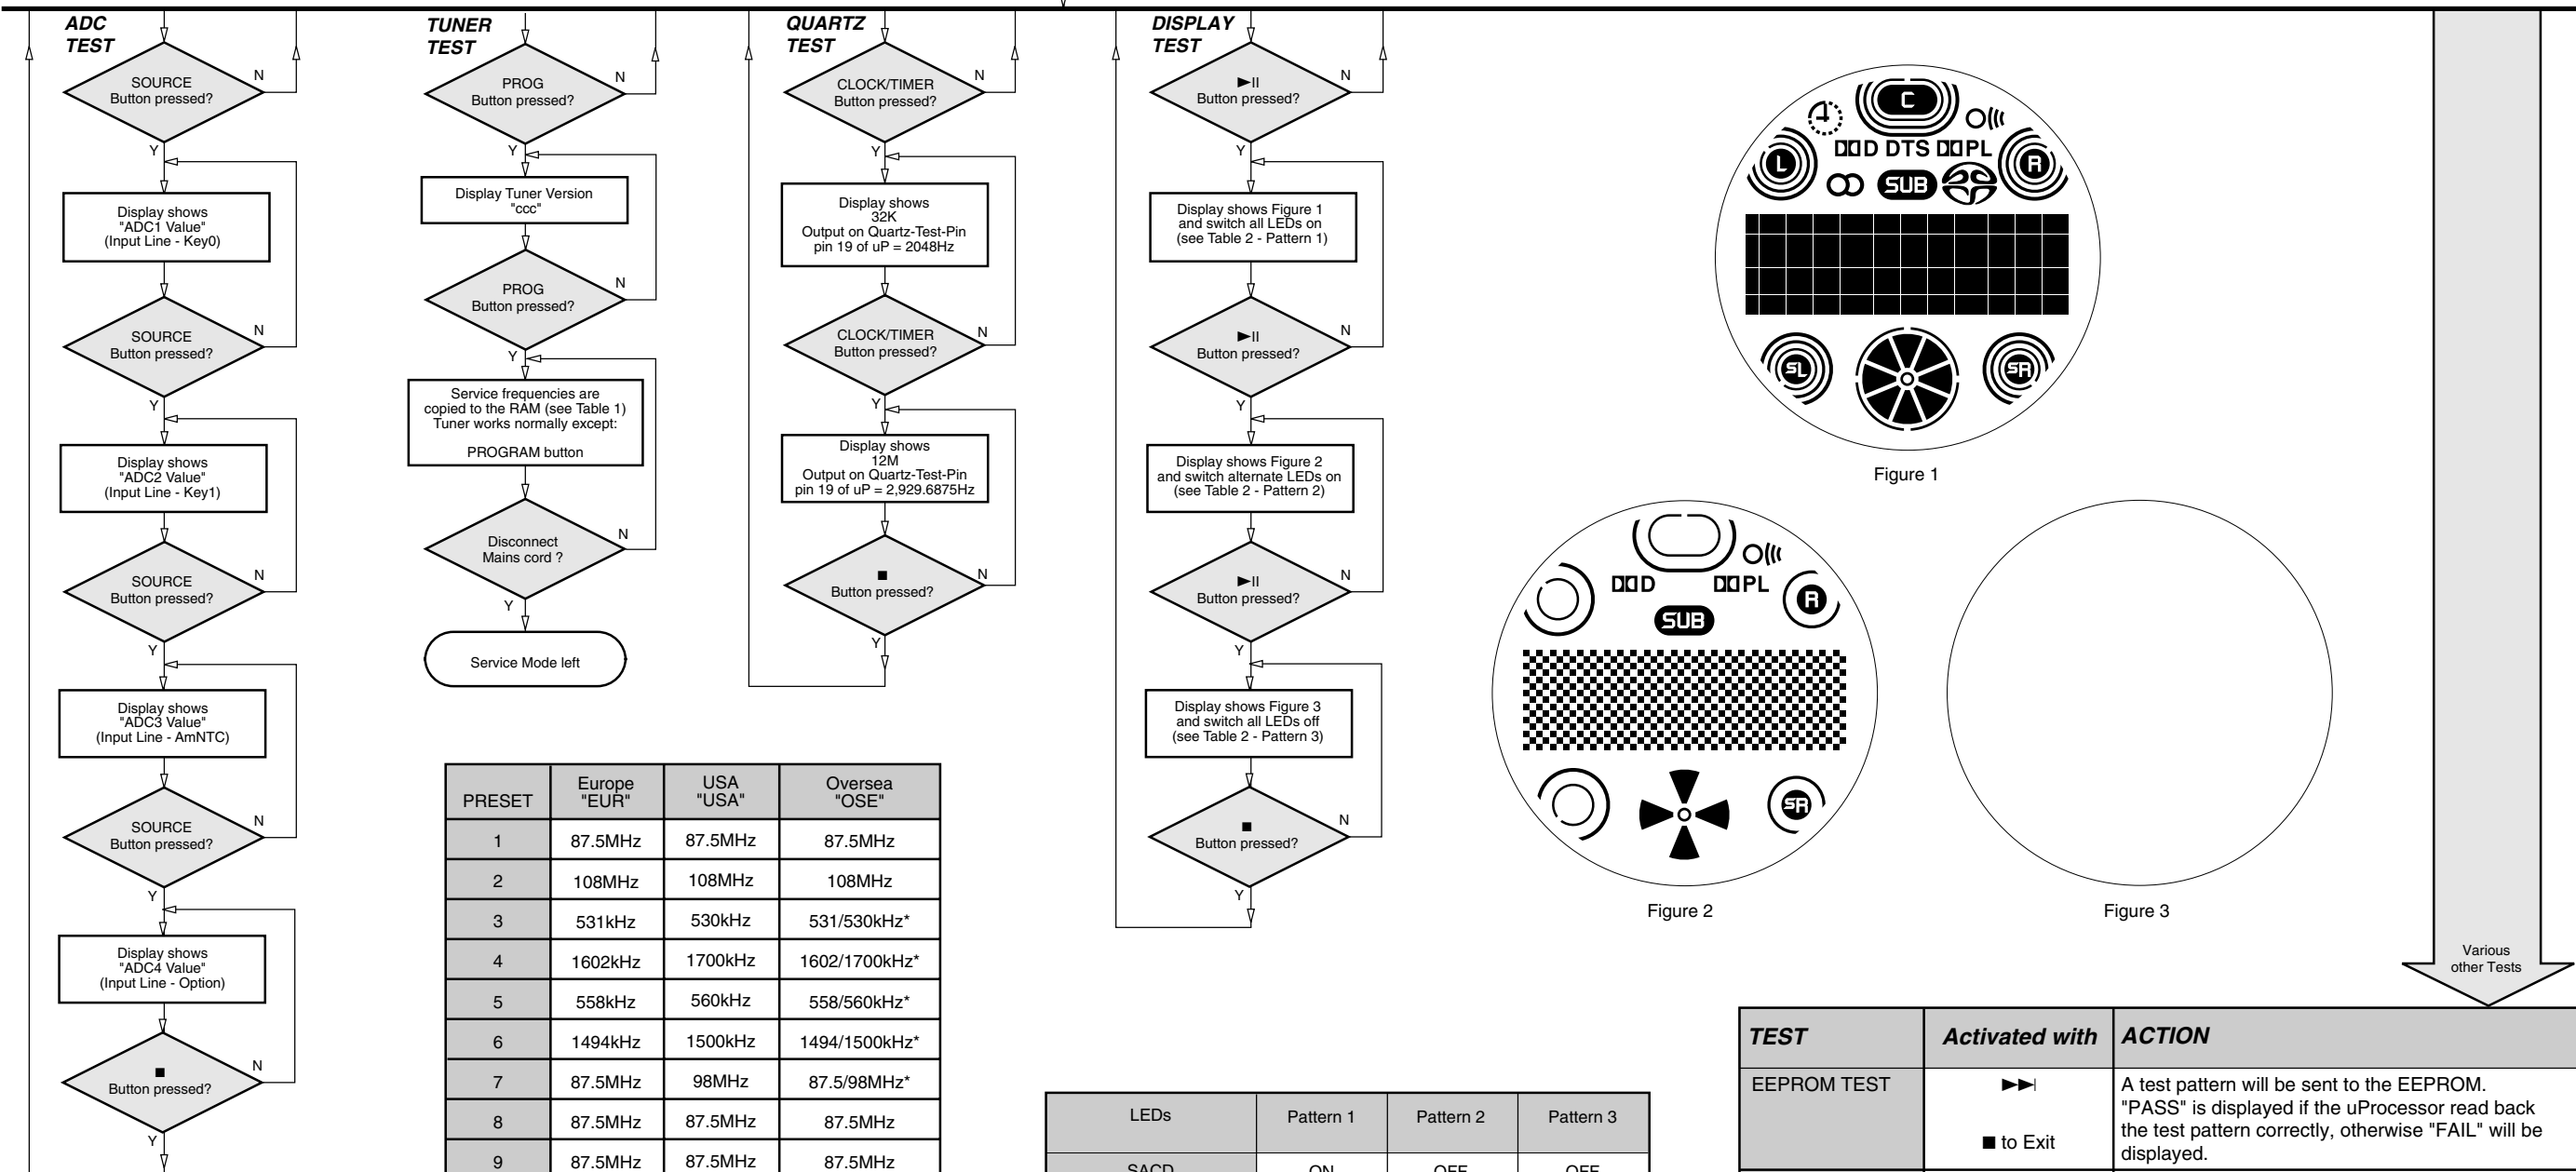 ADC
TEST
SOURCE
Button pressed?
N
Y
Display shows
"ADC1 Value"
(Input Line - Key0)
SOURCE
Button pressed?
N
Y
Display shows
"ADC2 Value"
(Input Line - Key1)
SOURCE
Button pressed?
N
Y
Display shows
"ADC3 Value"
(Input Line - AmNTC)
SOURCE
Button pressed?
N
Y
Display shows
"ADC4 Value"
(Input Line - Option)
■
Button pressed?
N
Y
TUNER
TEST
PROG
Button pressed?
N
Y
Display Tuner Version
"ccc"
PROG
Button pressed?
N
Y
Service frequencies are
copied to the RAM (see Table 1)
Tuner works normally except:
PROGRAM button
Disconnect
Mains cord ?
N
Y
Service Mode left
QUARTZ
TEST
CLOCK/TIMER
Button pressed?
N
Y
Display shows
32K
Output on Quartz-Test-Pin
pin 19 of uP = 2048Hz
CLOCK/TIMER
Button pressed?
N
Y
Display shows
12M
Output on Quartz-Test-Pin
pin 19 of uP = 2,929.6875Hz
■
Button pressed?
N
Y
DISPLAY
TEST
►II
Button pressed?
N
Y
Display shows Figure 1
and switch all LEDs on
(see Table 2 - Pattern 1)
►II
Button pressed?
N
Y
Display shows Figure 2
and switch alternate LEDs on
(see Table 2 - Pattern 2)
►II
Button pressed?
N
Y
Display shows Figure 3
and switch all LEDs off
(see Table 2 - Pattern 3)
■
Button pressed?
N
Y
C
L
D DTS PL
R
SUB
SL
SR
Figure 1
D PL
R
SUB
SR
Figure 2
Figure 3
PRESET Europe "EUR" USA "USA" Oversea "OSE"
1 87.5MHz 87.5MHz 87.5MHz
2 108MHz 108MHz 108MHz
3 531kHz 530kHz 531/530kHz*
4 1602kHz 1700kHz 1602/1700kHz*
5 558kHz 560kHz 558/560kHz*
6 1494kHz 1500kHz 1494/1500kHz*
7 87.5MHz 98MHz 87.5/98MHz*
8 87.5MHz 87.5MHz 87.5MHz
9 87.5MHz 87.5MHz 87.5MHz
LEDs Pattern 1 Pattern 2 Pattern 3
SACD ON OFF OFF
Various
other Tests
TEST Activated with ACTION
EEPROM TEST ►►| A test pattern will be sent to the EEPROM.
"PASS" is displayed if the uProcessor read back
■ to Exit the test pattern correctly, otherwise "FAIL" will be
displayed.